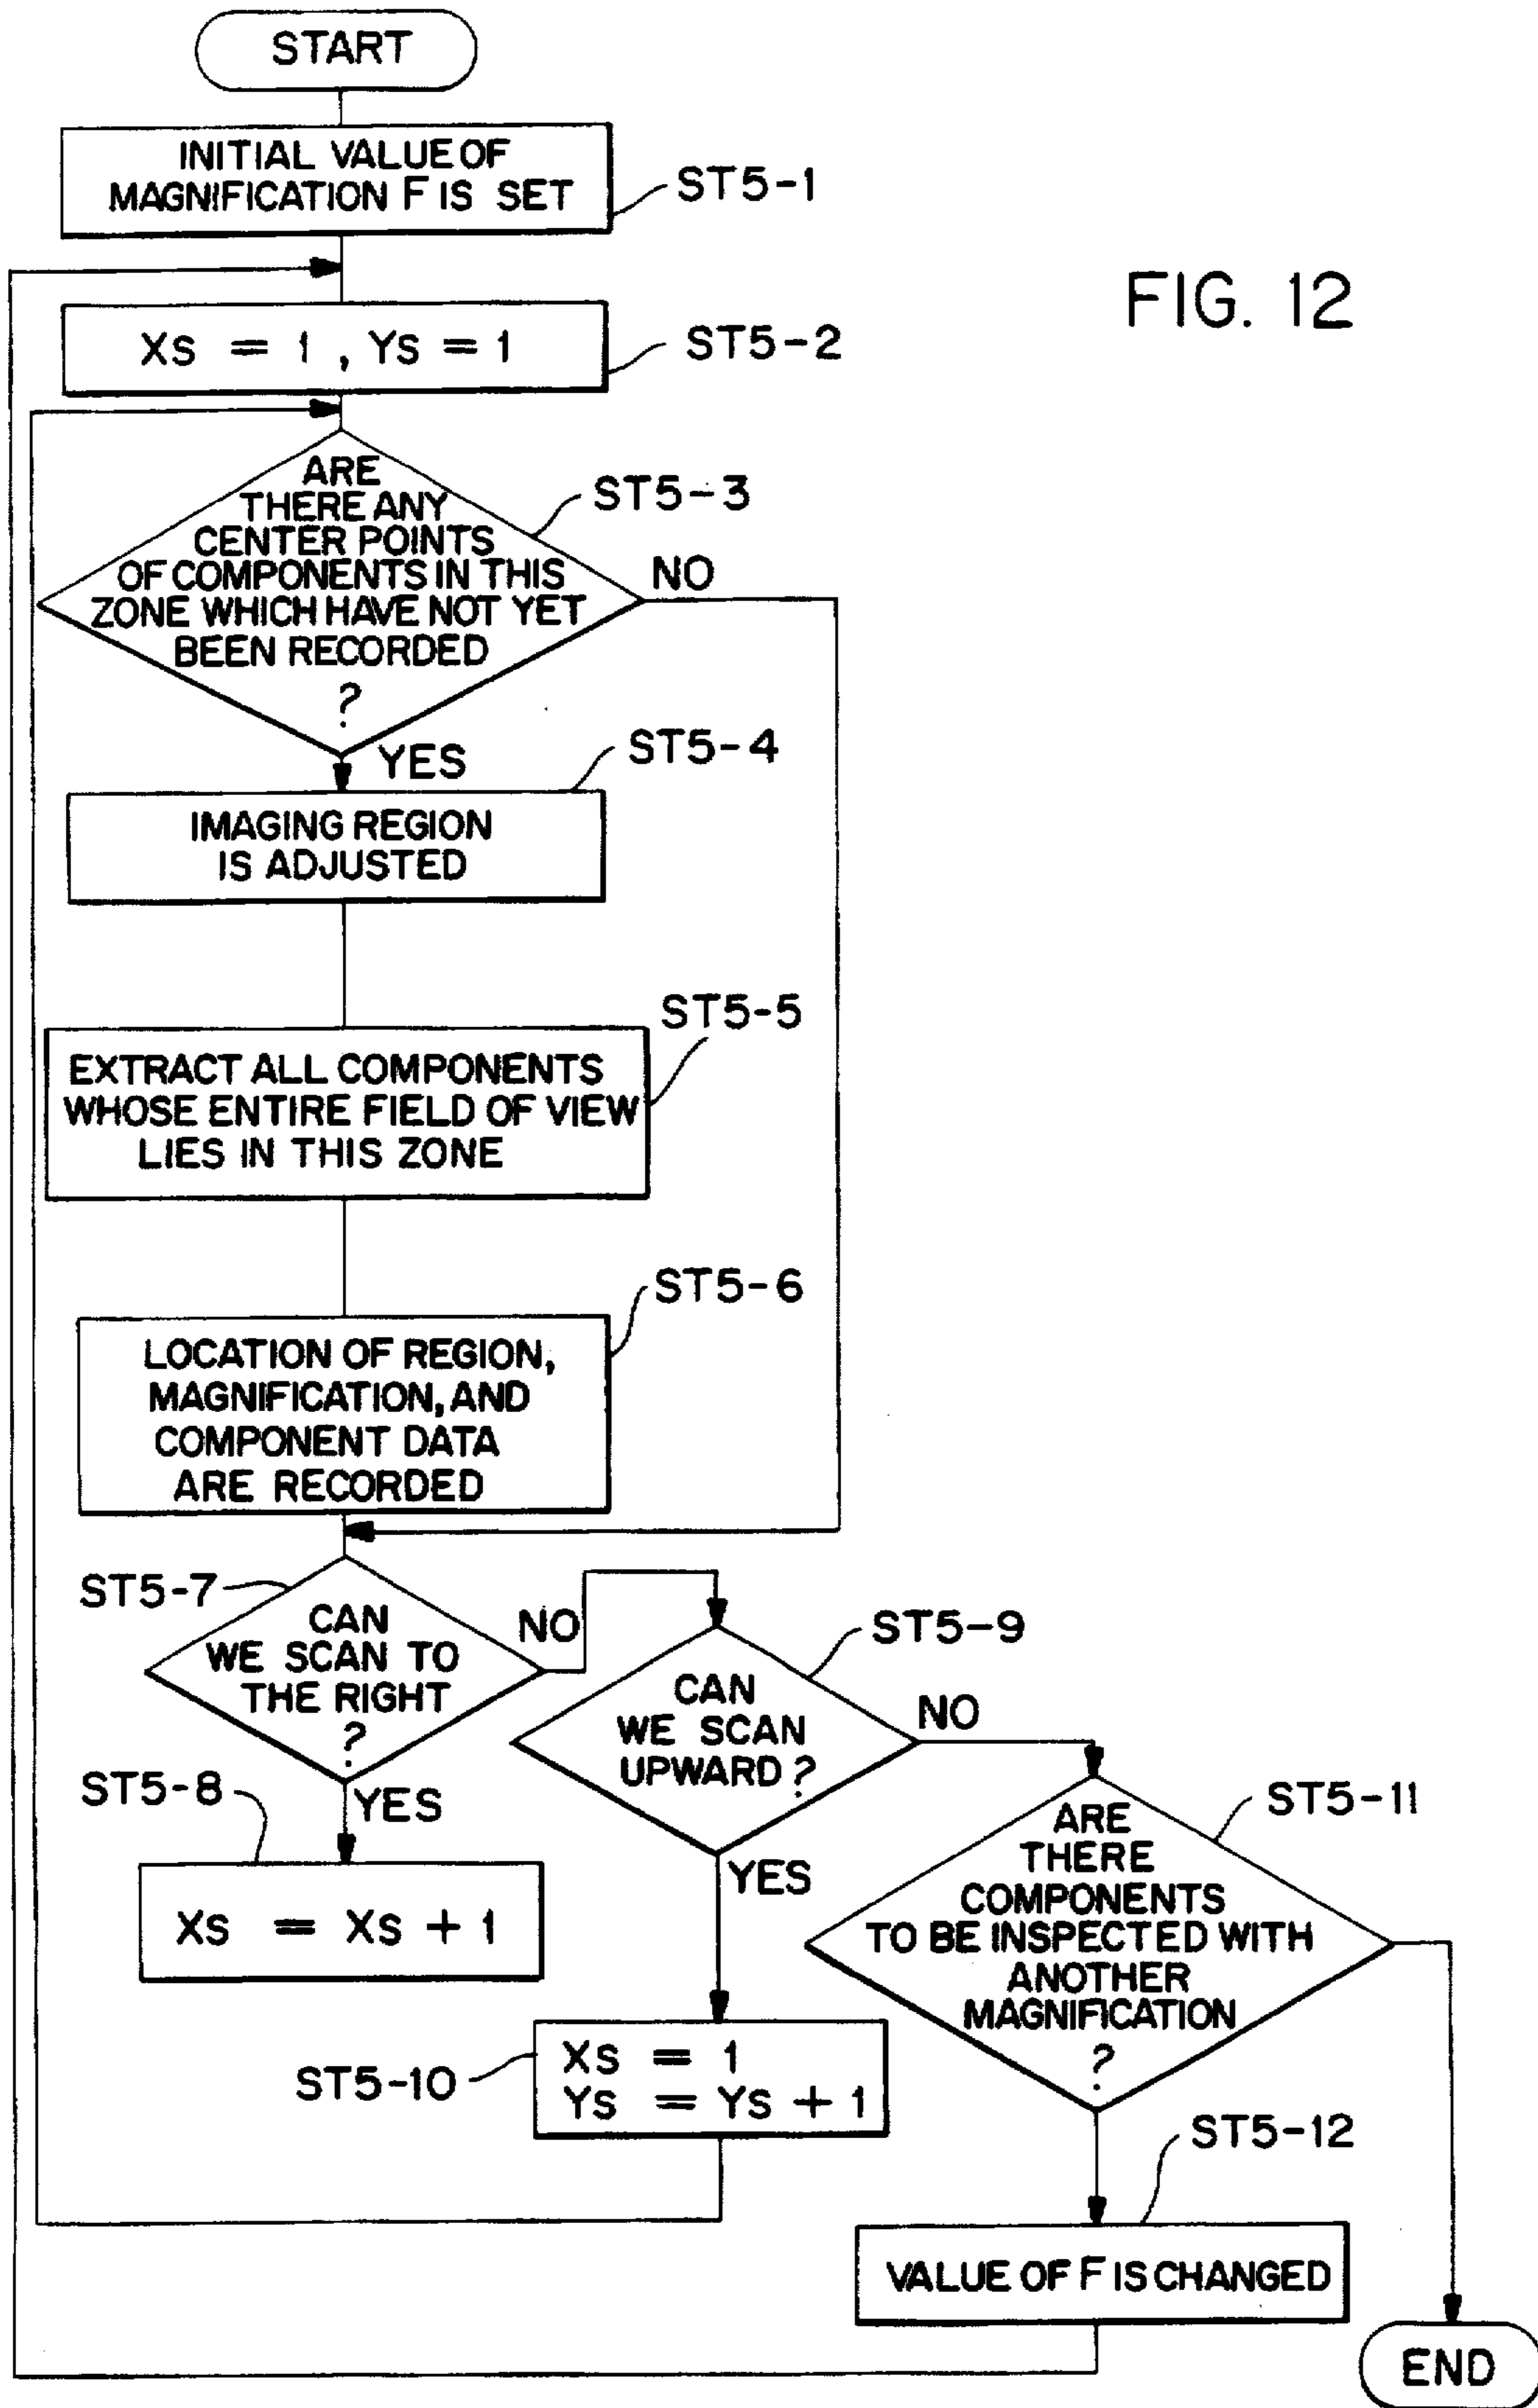 START
INITIAL VALUE OF
MAGNIFICATION F IS SET
ST5-1
FIG. 12
Xs = 1 , Ys = 1
ST5-2
ARE
THERE ANY
CENTER POINTS
OF COMPONENTS IN THIS
ZONE WHICH HAVE NOT YET
BEEN RECORDED
?
ST5-3
NO
YES
ST5-4
IMAGING REGION
IS ADJUSTED
ST5-5
EXTRACT ALL COMPONENTS
WHOSE ENTIRE FIELD OF VIEW
LIES IN THIS ZONE
ST5-6
LOCATION OF REGION,
MAGNIFICATION, AND
COMPONENT DATA
ARE RECORDED
ST5-7
CAN
WE SCAN TO
THE RIGHT
?
NO
YES
ST5-8
Xs = Xs + 1
ST5-9
CAN
WE SCAN
UPWARD ?
NO
YES
ST5-10
Xs = 1
Ys = Ys + 1
ST5-11
ARE
THERE
COMPONENTS
TO BE INSPECTED WITH
ANOTHER
MAGNIFICATION
?
ST5-12
VALUE OF F IS CHANGED
END